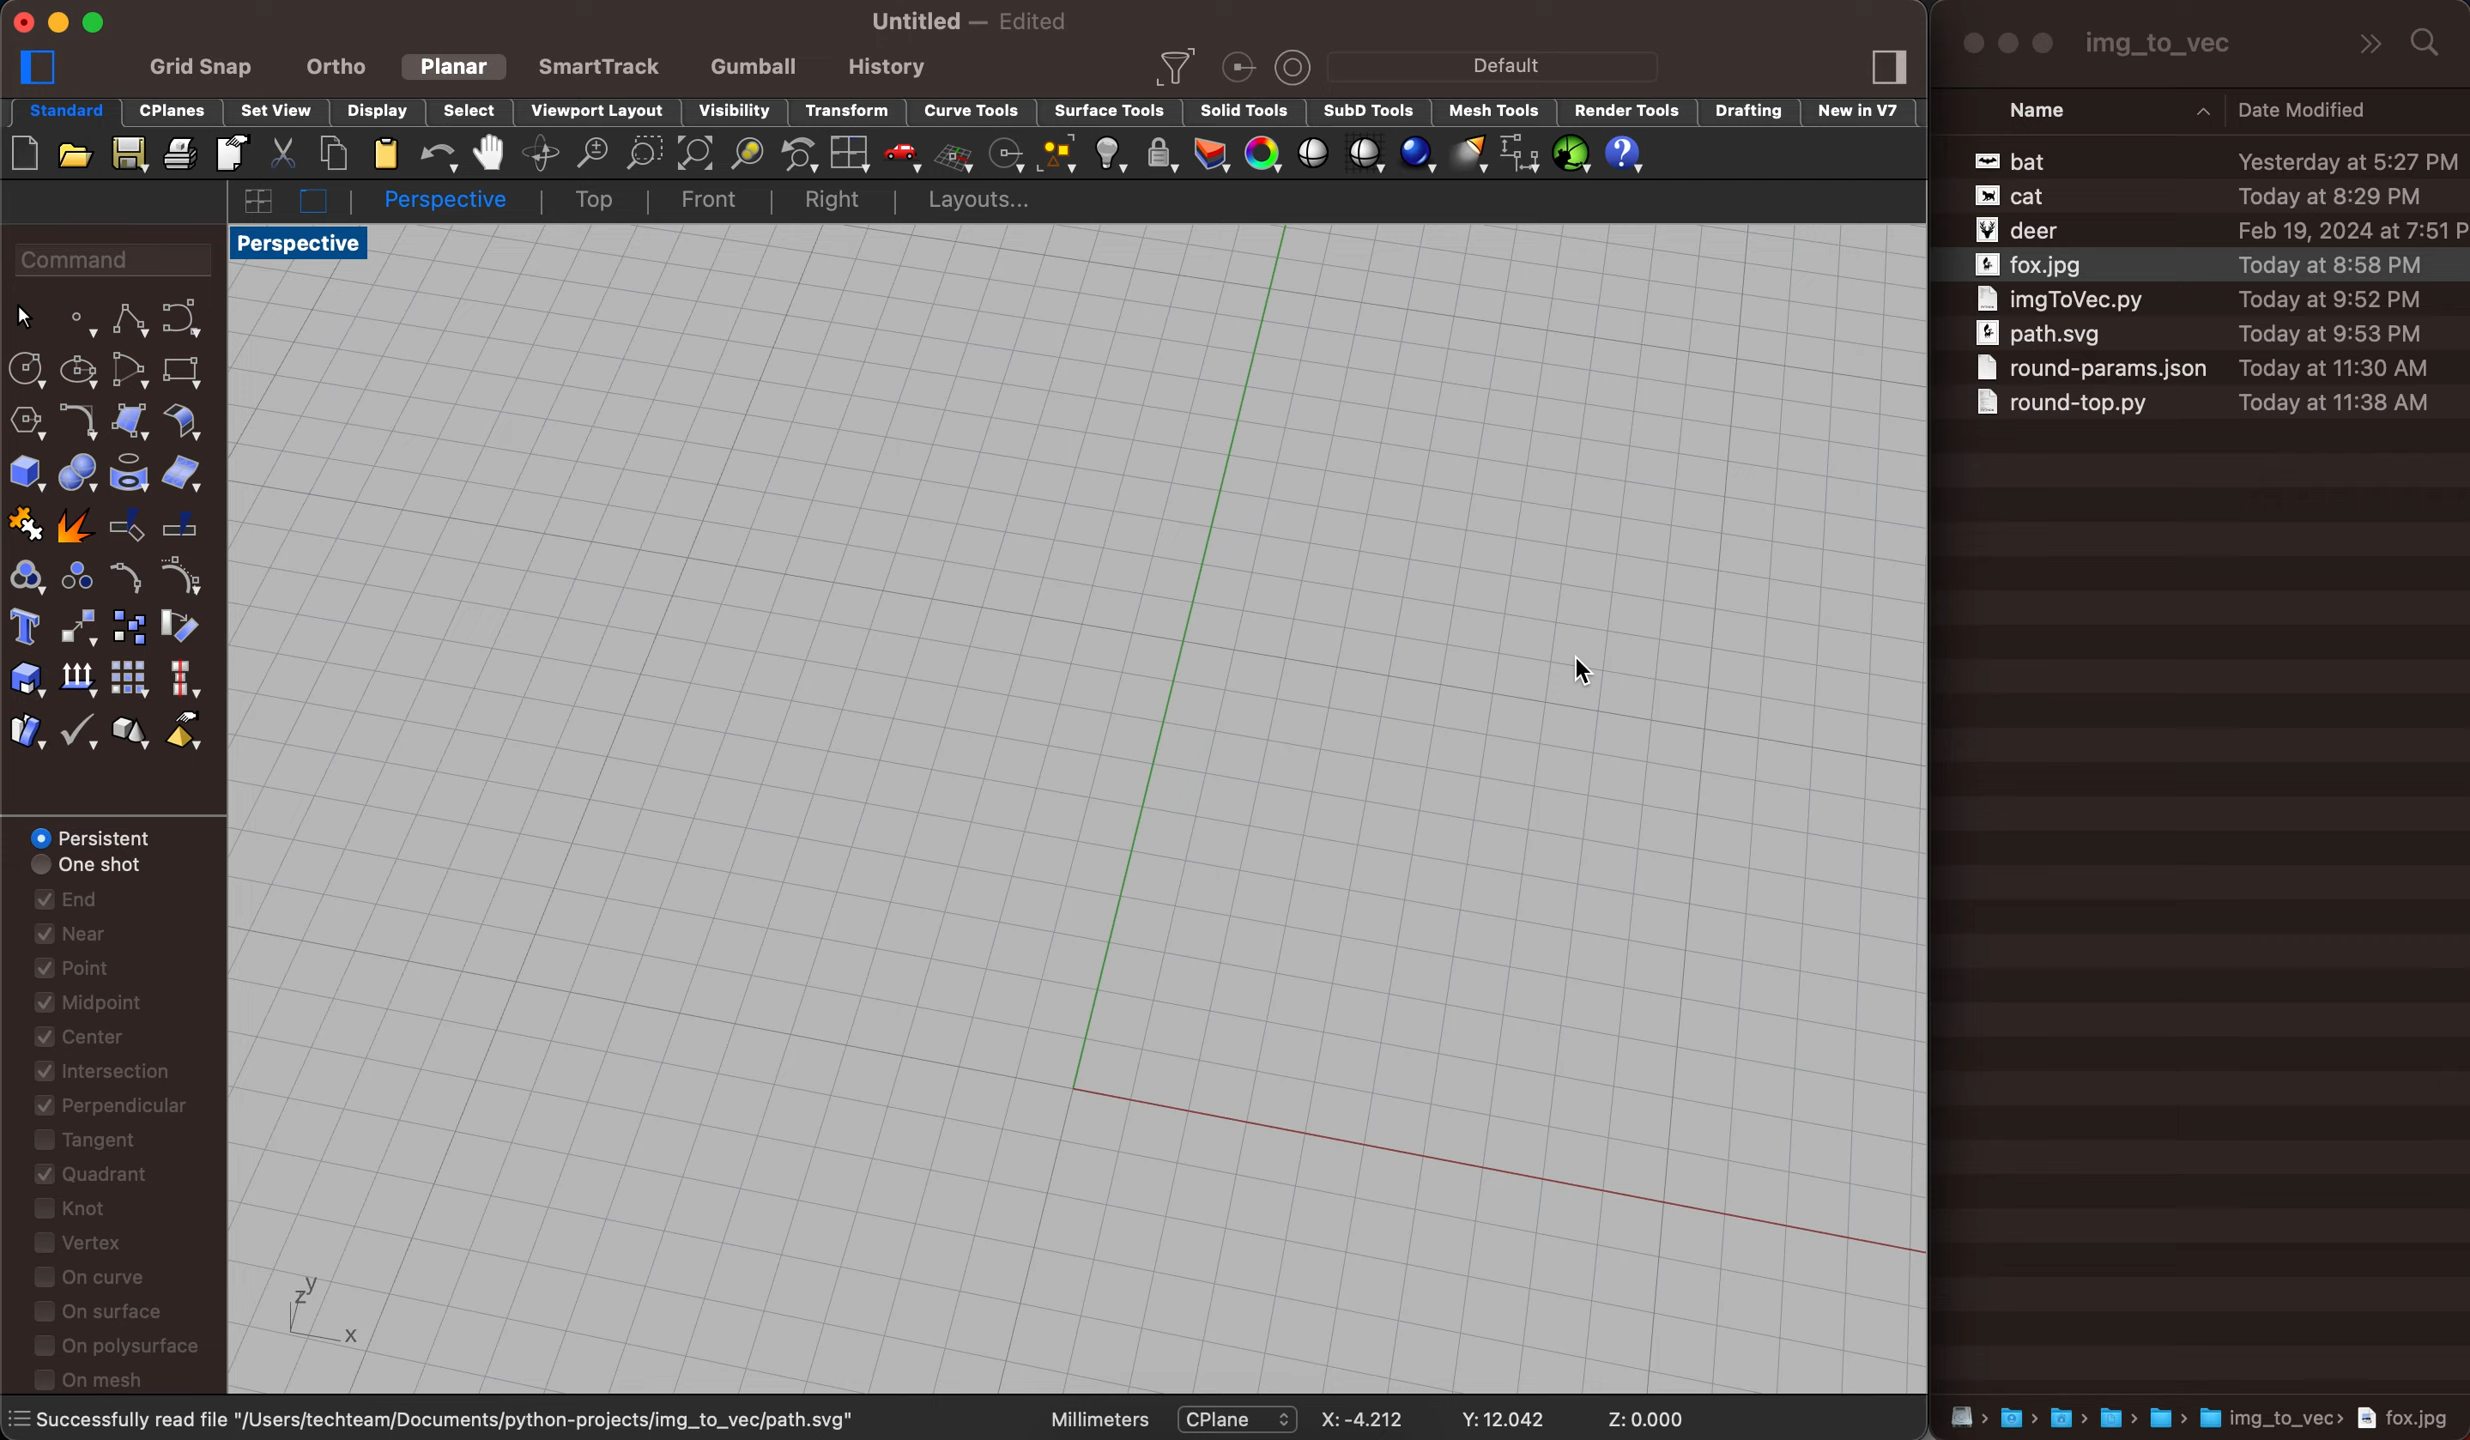 Untitled — Edited
Grid Snap Ortho Planar SmartTrack Gumball History Default
Standard CPlanes Set View Display Select Viewport Layout Visibility Transform Curve Tools Surface Tools Solid Tools SubD Tools Mesh Tools Render Tools Drafting New in V7
Perspective Top Front Right Layouts...
Perspective
Command
Persistent
One shot
End
Near
Point
Midpoint
Center
Intersection
Perpendicular
Tangent
Quadrant
Knot
Vertex
On curve
On surface
On polysurface
On mesh
y
z
x
Successfully read file "/Users/techteam/Documents/python-projects/img_to_vec/path.svg" Millimeters CPlane X: -4.212 Y: 12.042 Z: 0.000
img_to_vec
Name Date Modified
bat Yesterday at 5:27 PM
cat Today at 8:29 PM
deer Feb 19, 2024 at 7:51 P
fox.jpg Today at 8:58 PM
imgToVec.py Today at 9:52 PM
path.svg Today at 9:53 PM
round-params.json Today at 11:30 AM
round-top.py Today at 11:38 AM
img_to_vec › fox.jpg